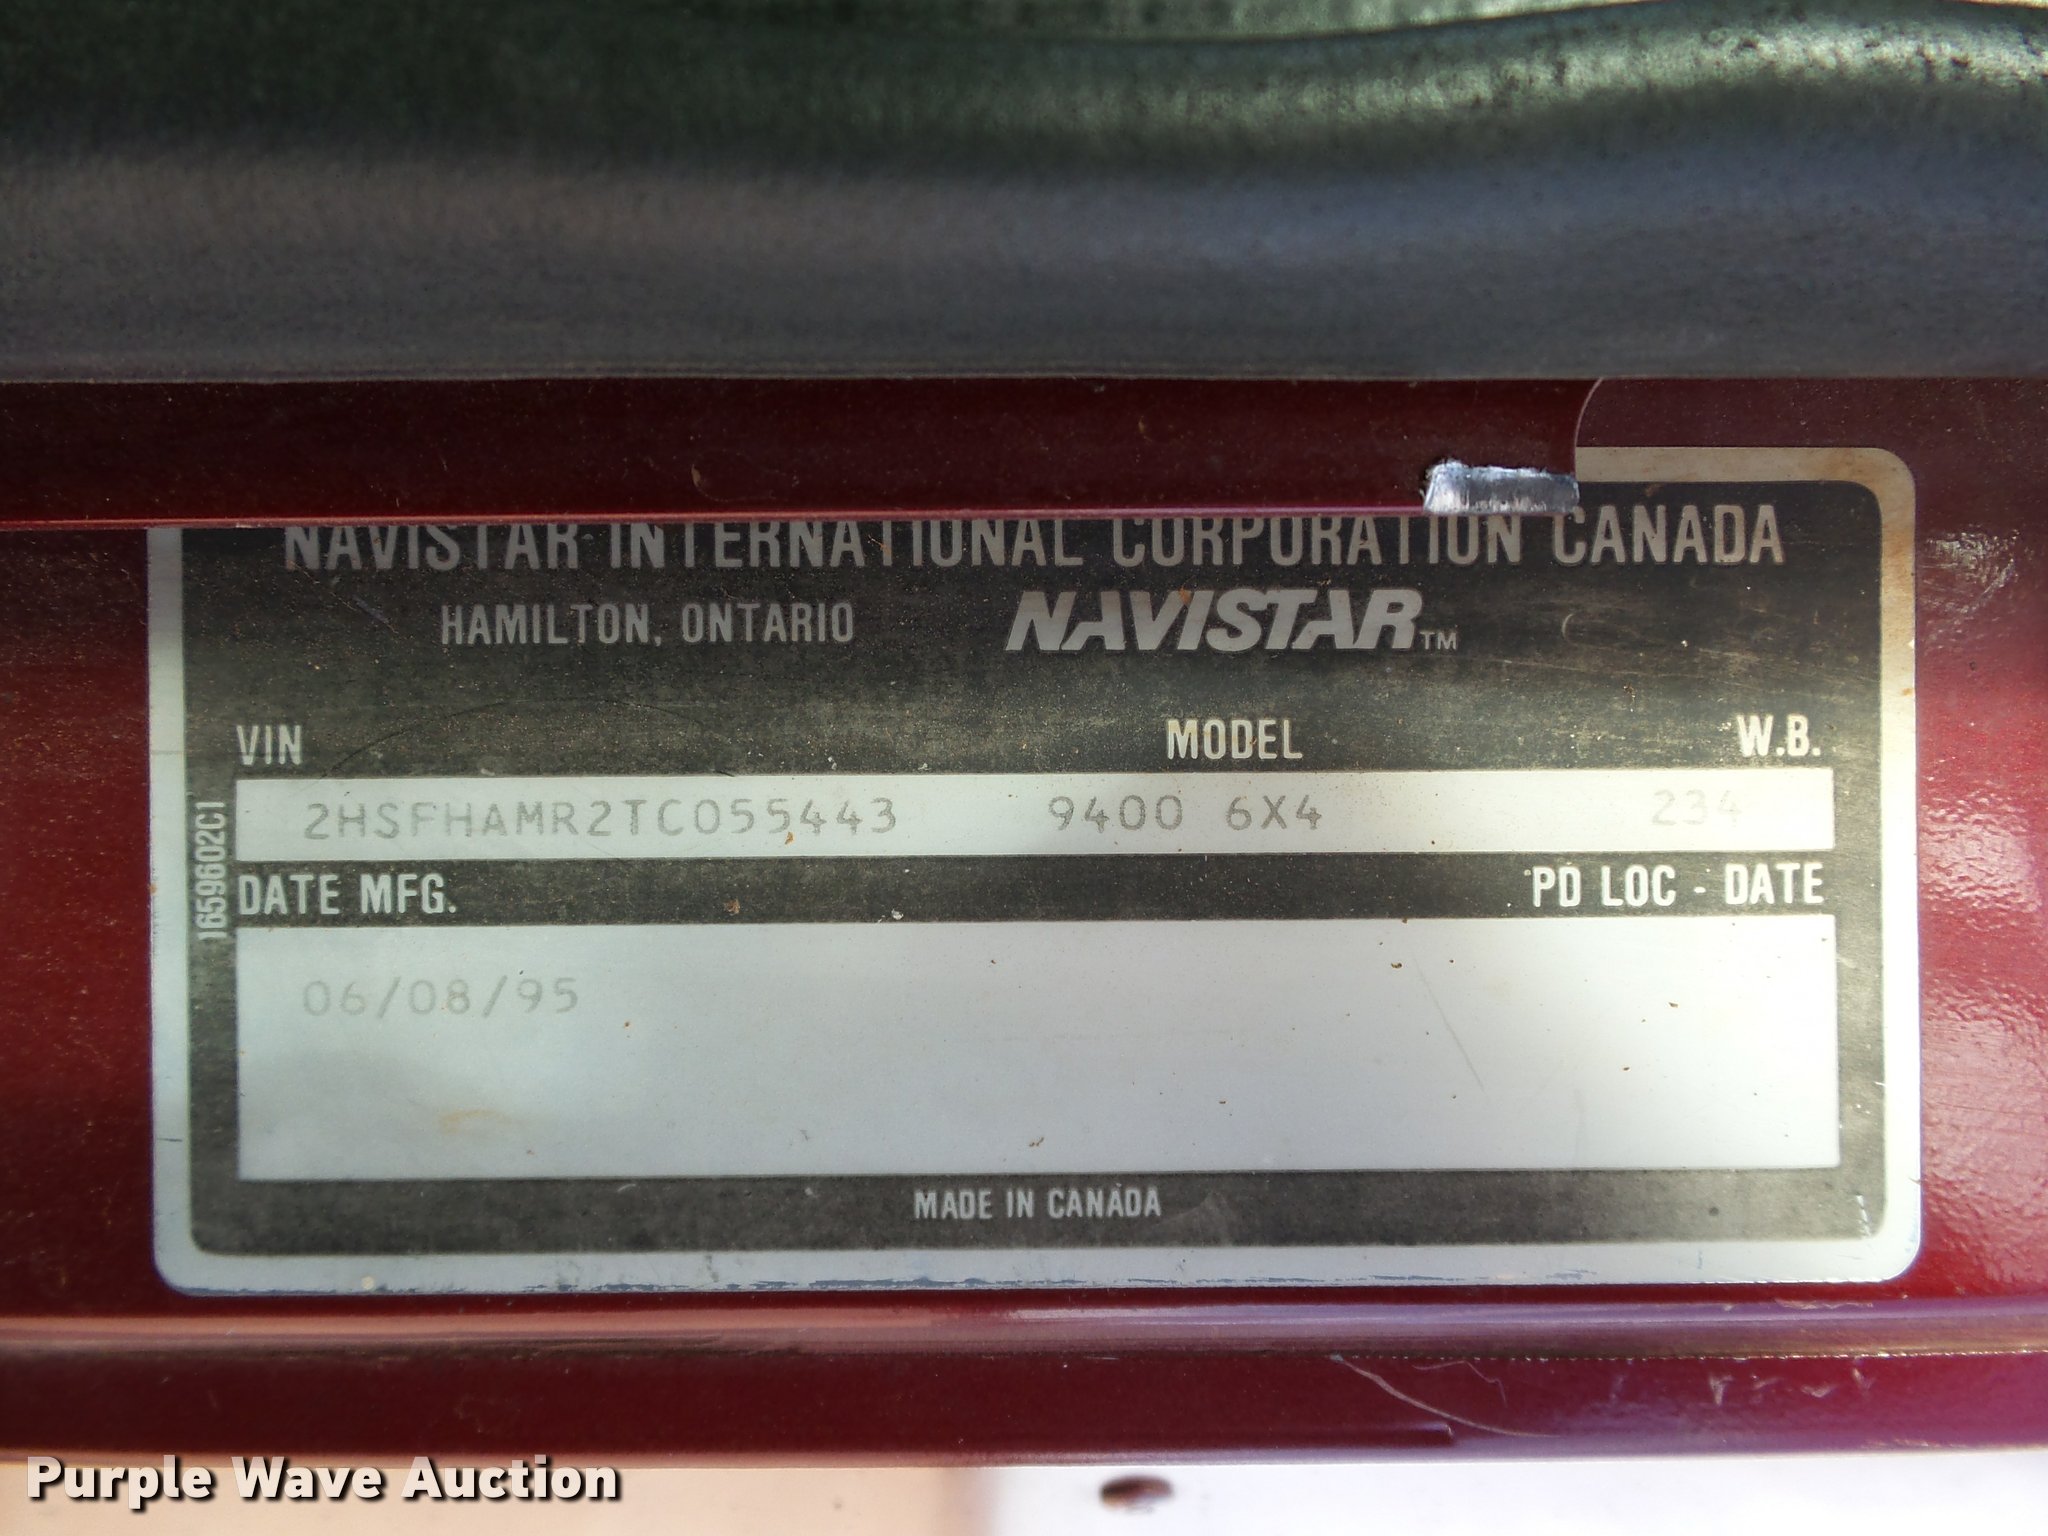 NAVISTAR INTERNATIONAL CORPORATION CANADA
HAMILTON, ONTARIO NAVISTAR™
VIN MODEL W.B.
2HSFHAMR2TC055443 9400 6X4 234
1659602C1
DATE MFG. PD LOC - DATE
06/08/95
MADE IN CANADA
Purple Wave Auction